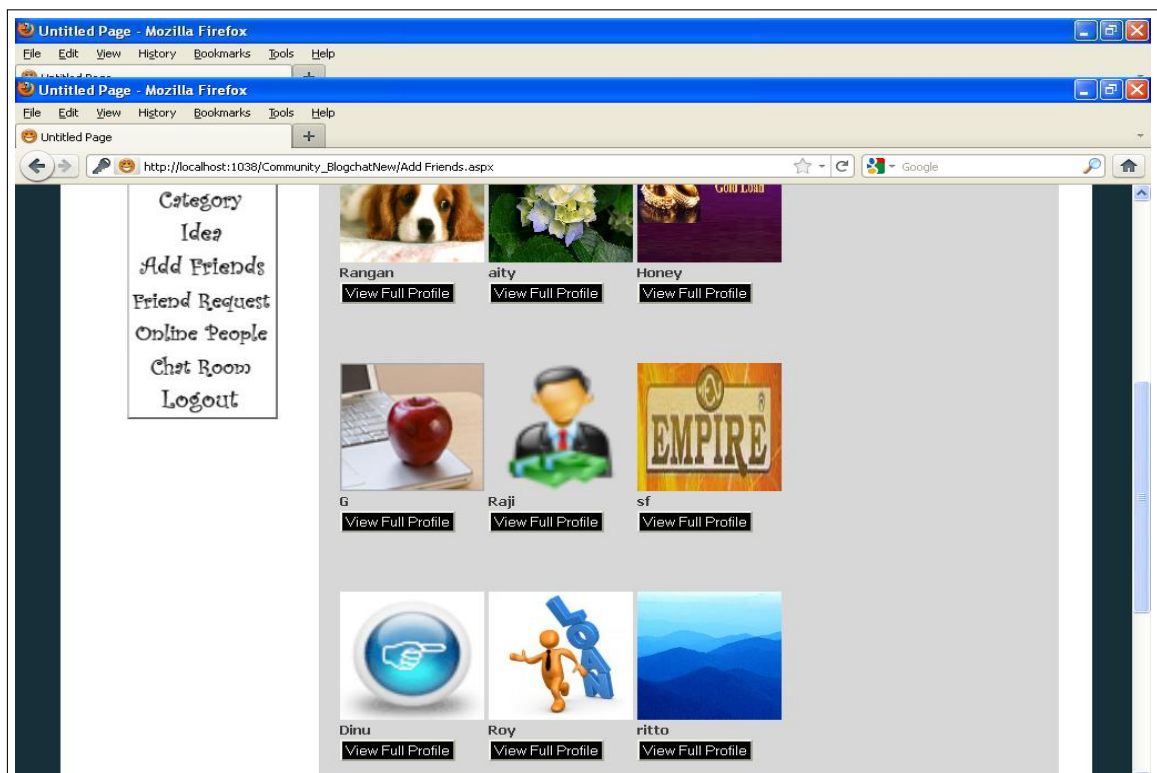 Untitled Page - Mozilla Firefox
File Edit View History Bookmarks Tools Help
Untitled Page
Untitled Page - Mozilla Firefox
File Edit View History Bookmarks Tools Help
Untitled Page
http://localhost:1038/Community_BlogchatNew/Add Friends.aspx
Google
Category
Idea
Add Friends
Friend Request
Online People
Chat Room
Logout
Gold Loan
Rangan aity Honey
View Full Profile View Full Profile View Full Profile
EMPIRE
®
G Raji sf
View Full Profile View Full Profile View Full Profile
LOAN
Dinu Roy ritto
View Full Profile View Full Profile View Full Profile